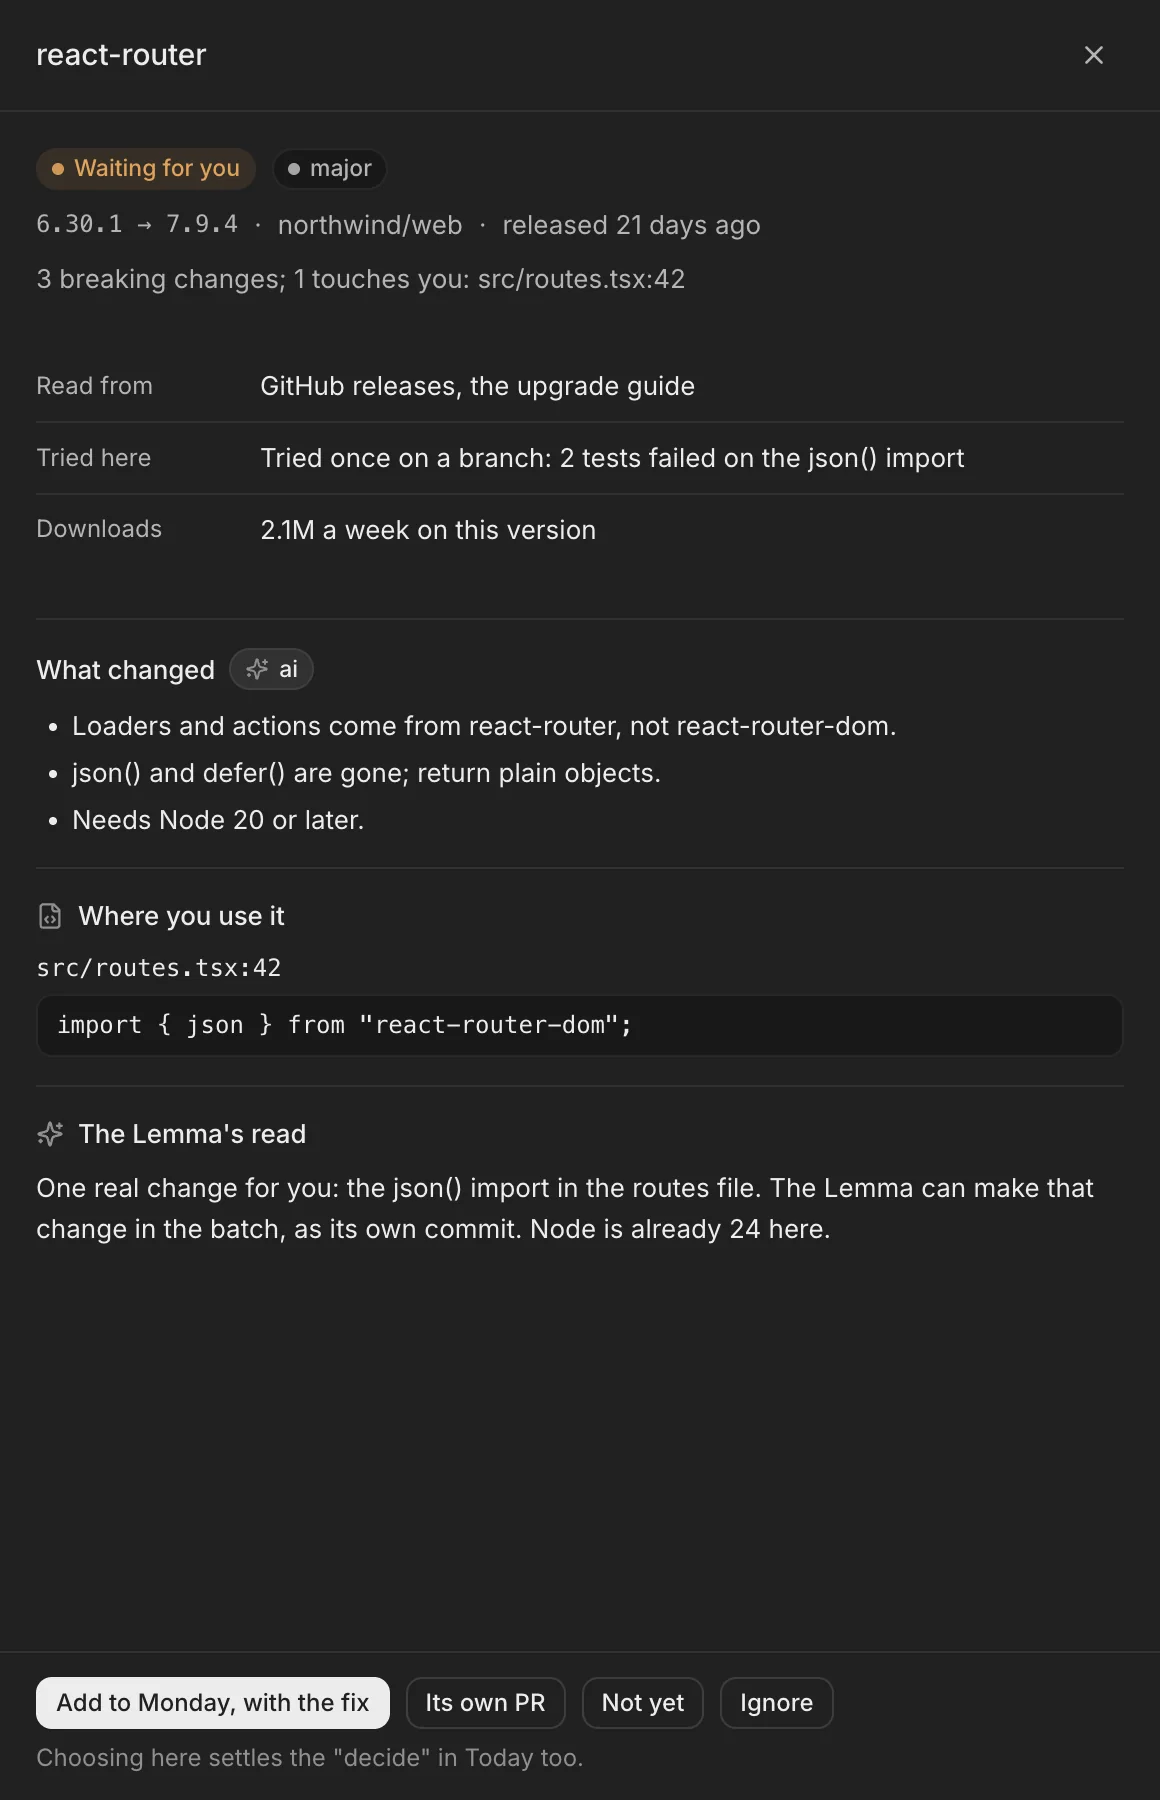 react-router
Waiting for you
major
6.30.1 → 7.9.4 · northwind/web · released 21 days ago
3 breaking changes; 1 touches you: src/routes.tsx:42
Read from GitHub releases, the upgrade guide
Tried here Tried once on a branch: 2 tests failed on the json() import
Downloads 2.1M a week on this version
What changed ai
• Loaders and actions come from react-router, not react-router-dom.
• json() and defer() are gone; return plain objects.
• Needs Node 20 or later.
Where you use it
src/routes.tsx:42
import { json } from "react-router-dom";
The Lemma's read
One real change for you: the json() import in the routes file. The Lemma can make that
change in the batch, as its own commit. Node is already 24 here.
Add to Monday, with the fix
Its own PR
Not yet
Ignore
Choosing here settles the "decide" in Today too.